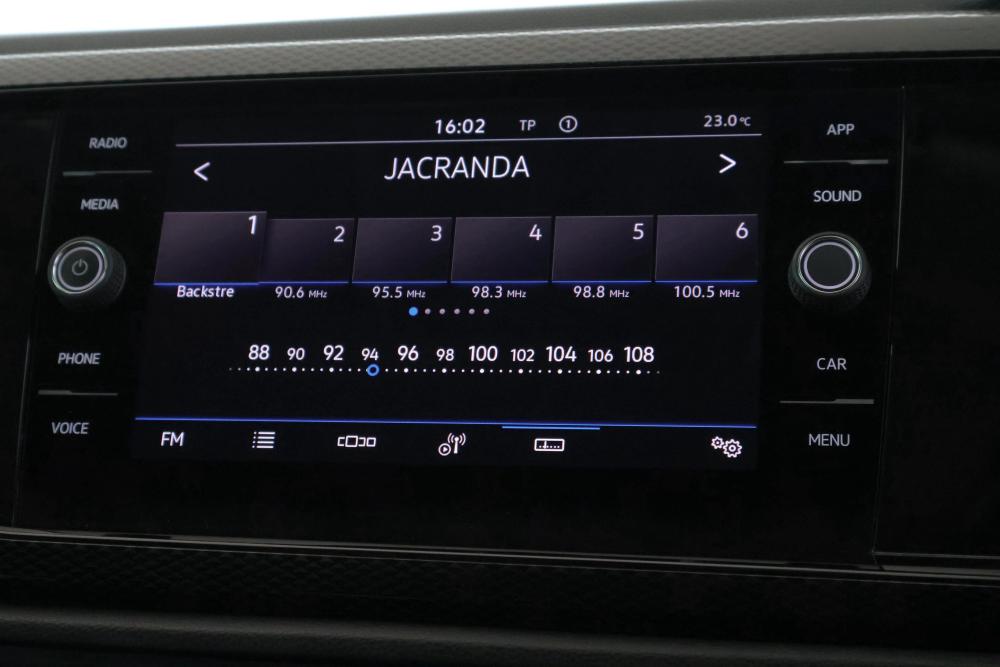 16:02 TP 1 23.0 °C
RADIO
APP
< JACRANDA >
MEDIA
SOUND
1 2 3 4 5 6
Backstre 90.6 MHz 95.5 MHz 98.3 MHz 98.8 MHz 100.5 MHz
88 90 92 94 96 98 100 102 104 106 108
PHONE
CAR
VOICE
FM
MENU